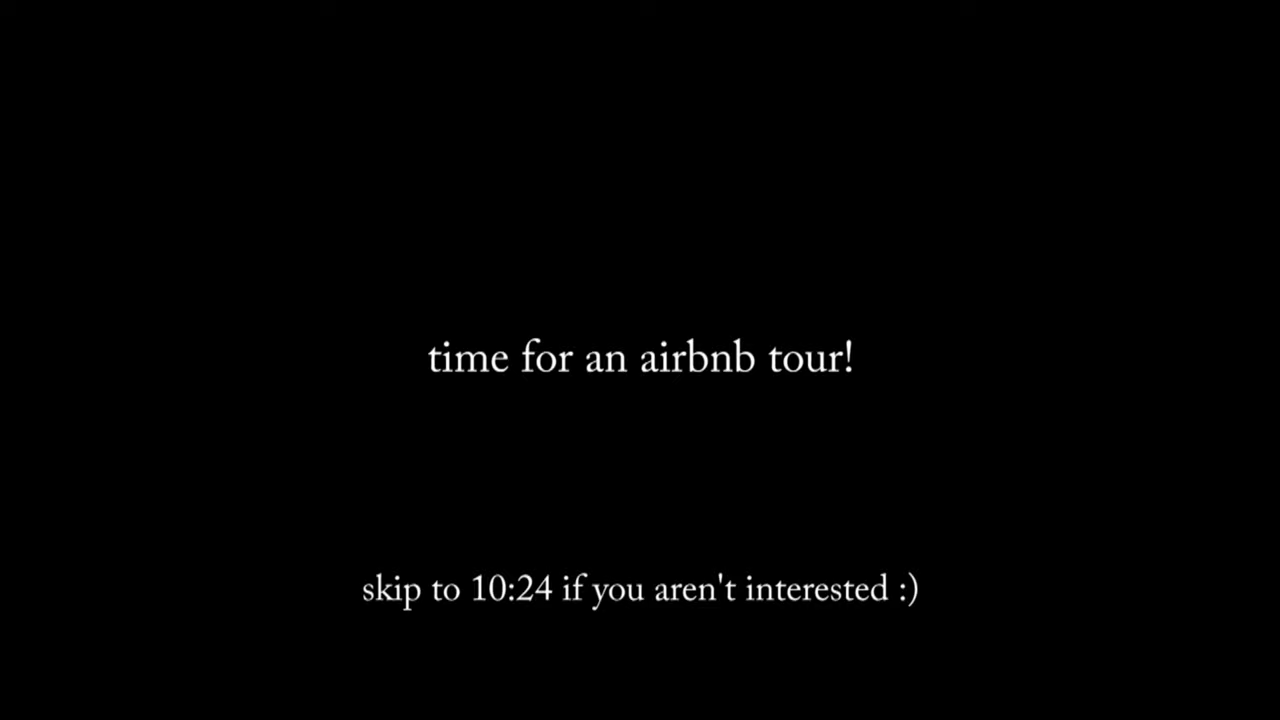 time for an airbnb tour!
skip to 10:24 if you aren't interested :)